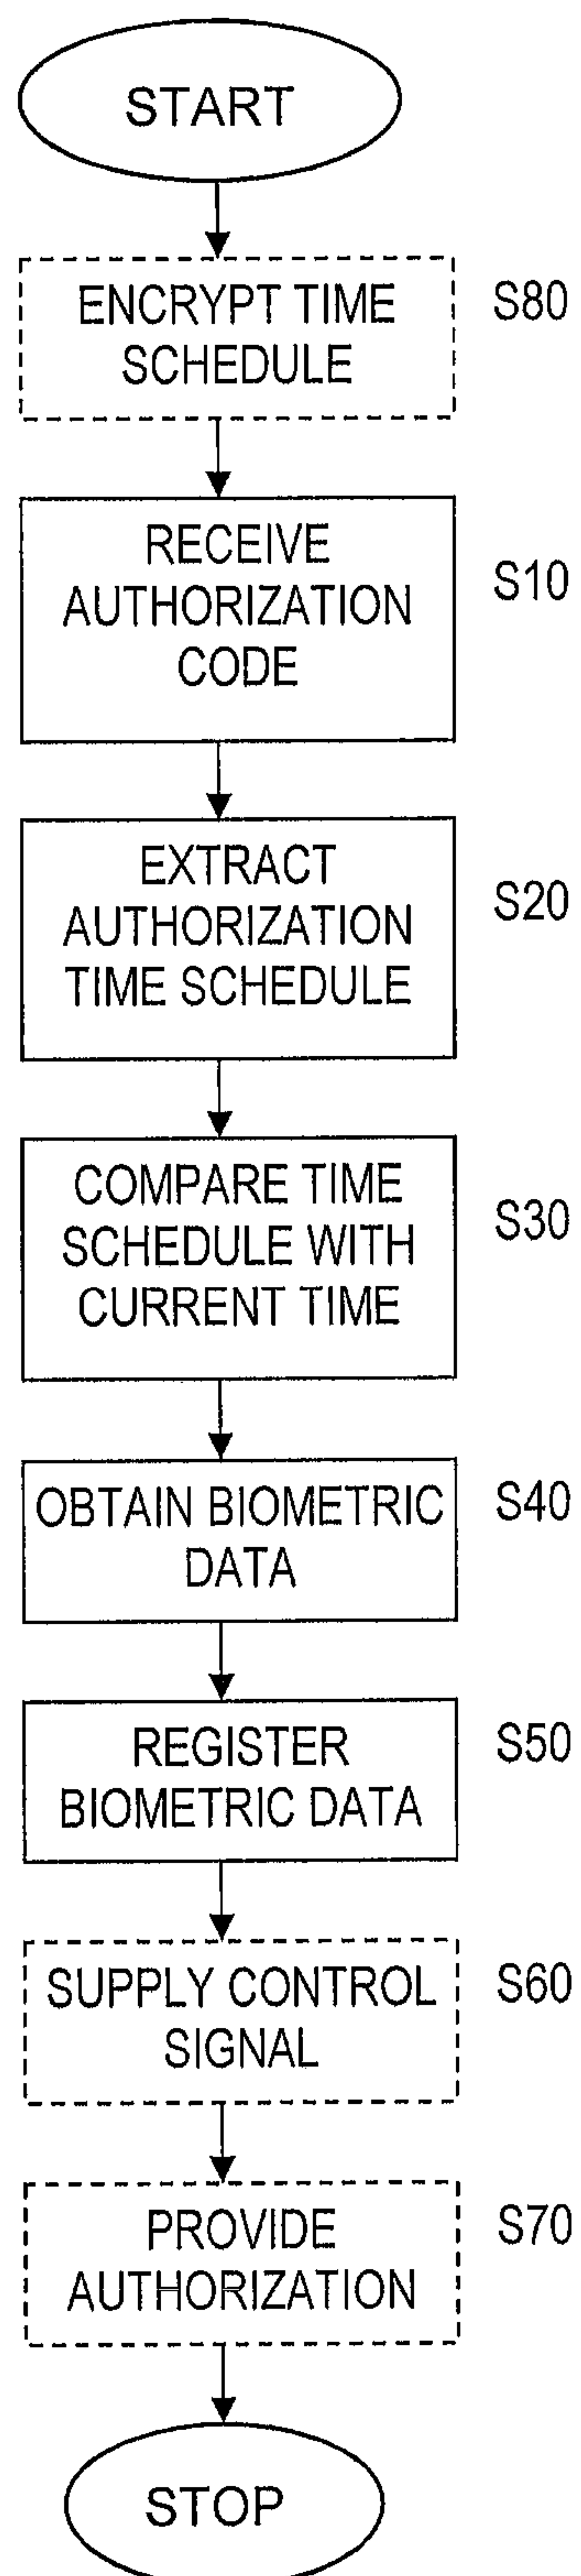 START
ENCRYPT TIME
SCHEDULE
S80
RECEIVE
AUTHORIZATION
CODE
S10
EXTRACT
AUTHORIZATION
TIME SCHEDULE
S20
COMPARE TIME
SCHEDULE WITH
CURRENT TIME
S30
OBTAIN BIOMETRIC
DATA
S40
REGISTER
BIOMETRIC DATA
S50
SUPPLY CONTROL
SIGNAL
S60
PROVIDE
AUTHORIZATION
S70
STOP